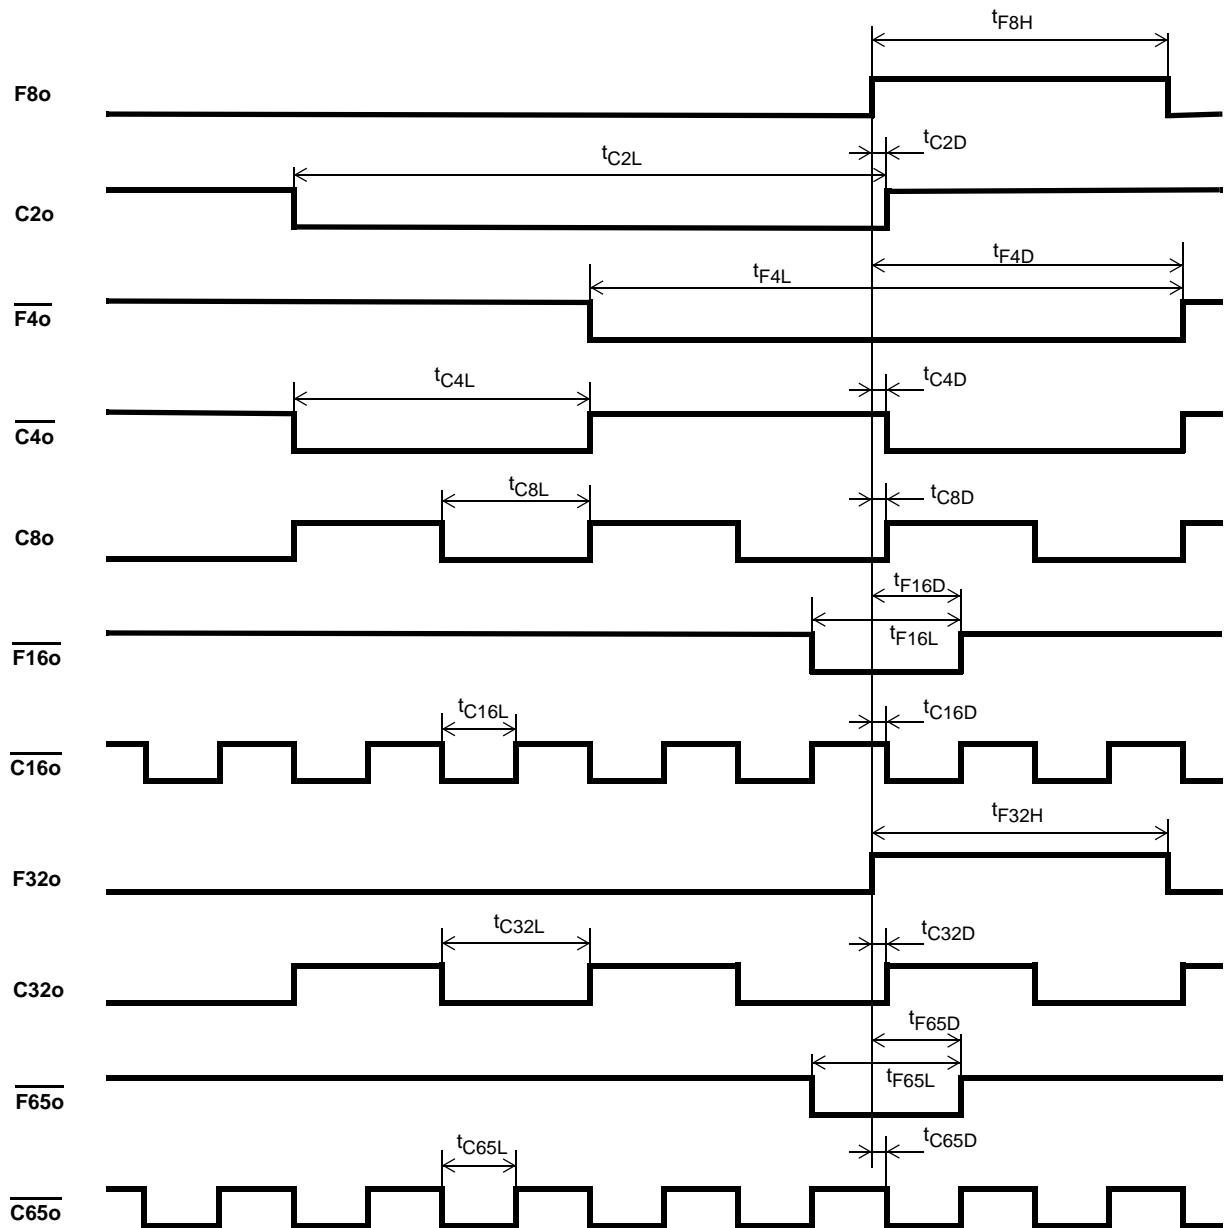 tF8H
F8o
tC2D
tC2L
C2o
tF4D
tF4L
F4o
tC4L
tC4D
C4o
tC8L
tC8D
C8o
tF16D
tF16L
F16o
tC16L
tC16D
C16o
tF32H
F32o
tC32L
tC32D
C32o
tF65D
tF65L
F65o
tC65L
tC65D
C65o